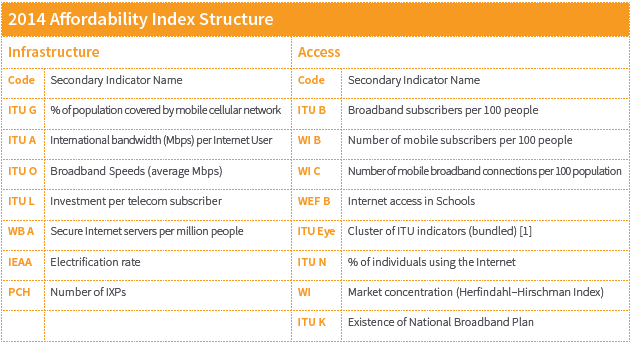 2014 Affordability Index Structure
Infrastructure Access
Code Secondary Indicator Name Code Secondary Indicator Name
ITU G % of population covered by mobile cellular network ITU B Broadband subscribers per 100 people
ITU A International bandwidth (Mbps) per Internet User WI B Number of mobile subscribers per 100 people
ITU O Broadband Speeds (average Mbps) WI C Number of mobile broadband connections per 100 population
ITU L Investment per telecom subscriber WEF B Internet access in Schools
WB A Secure Internet servers per million people ITU Eye Cluster of ITU indicators (bundled) [1]
IEAA Electrification rate ITU N % of individuals using the Internet
PCH Number of IXPs WI Market concentration (Herfindahl–Hirschman Index)
ITU K Existence of National Broadband Plan